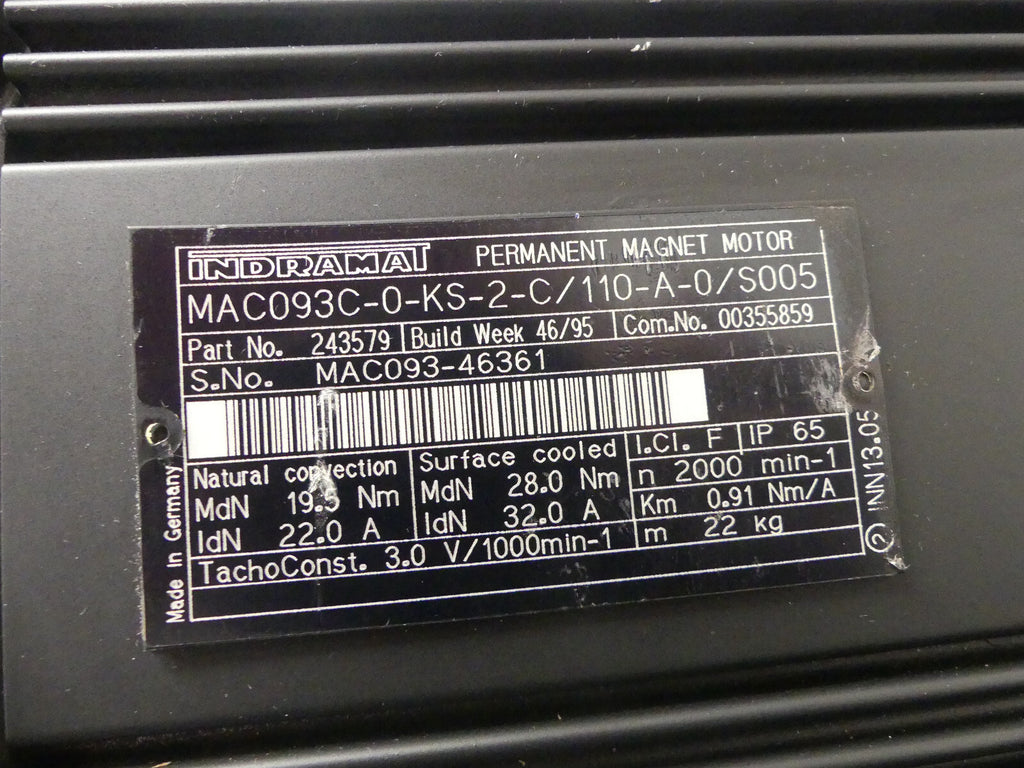 INDRAMAT PERMANENT MAGNET MOTOR
MAC093C-0-KS-2-C/110-A-0/S005
Part No. 243579 Build Week 46/95 Com.No. 00355859
S.No. MAC093-46361
Natural convection
MdN 19.5 Nm
IdN 22.0 A
Surface cooled
MdN 28.0 Nm
IdN 32.0 A
I.Cl. F IP 65
n 2000 min-1
Km 0.91 Nm/A
m 22 kg
TachoConst. 3.0 V/1000min-1
Made in Germany
2 INN13.05